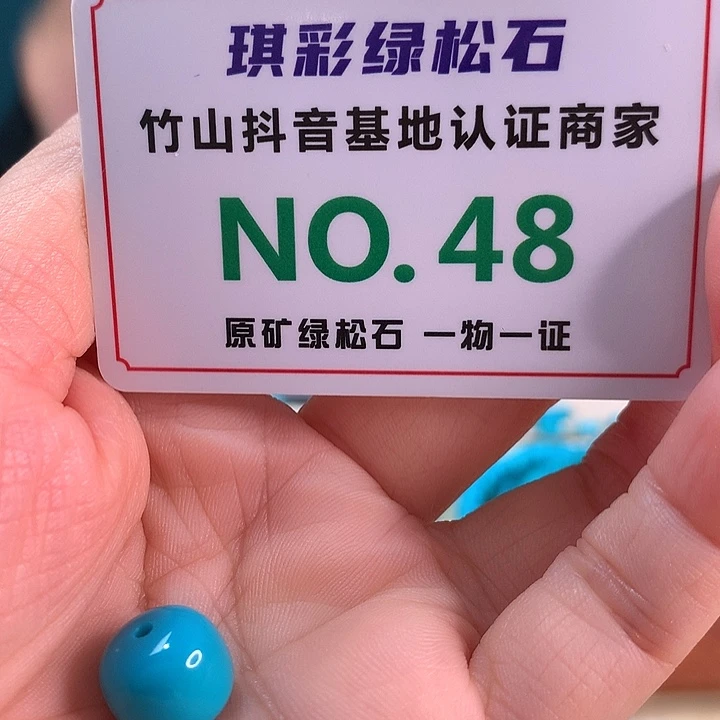 琪彩绿松石
竹山抖音基地认证商家
NO.48
原矿绿松石 一物一证